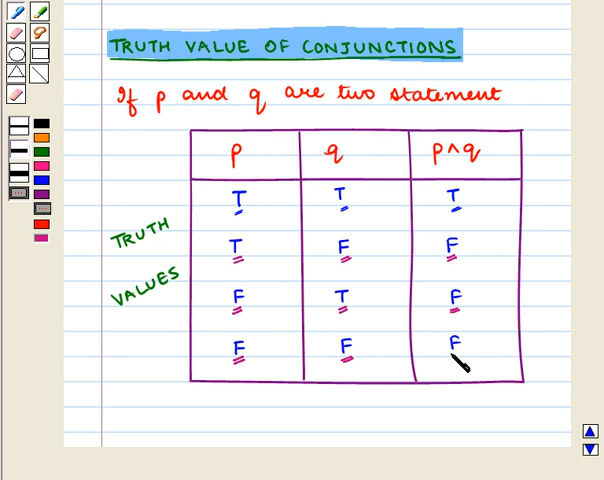 TRUTH VALUE OF CONJUNCTIONS
If p and q are two statement
p q p ∧ q
T T T
TRUTH
T F F
VALUES
F T F
F F F